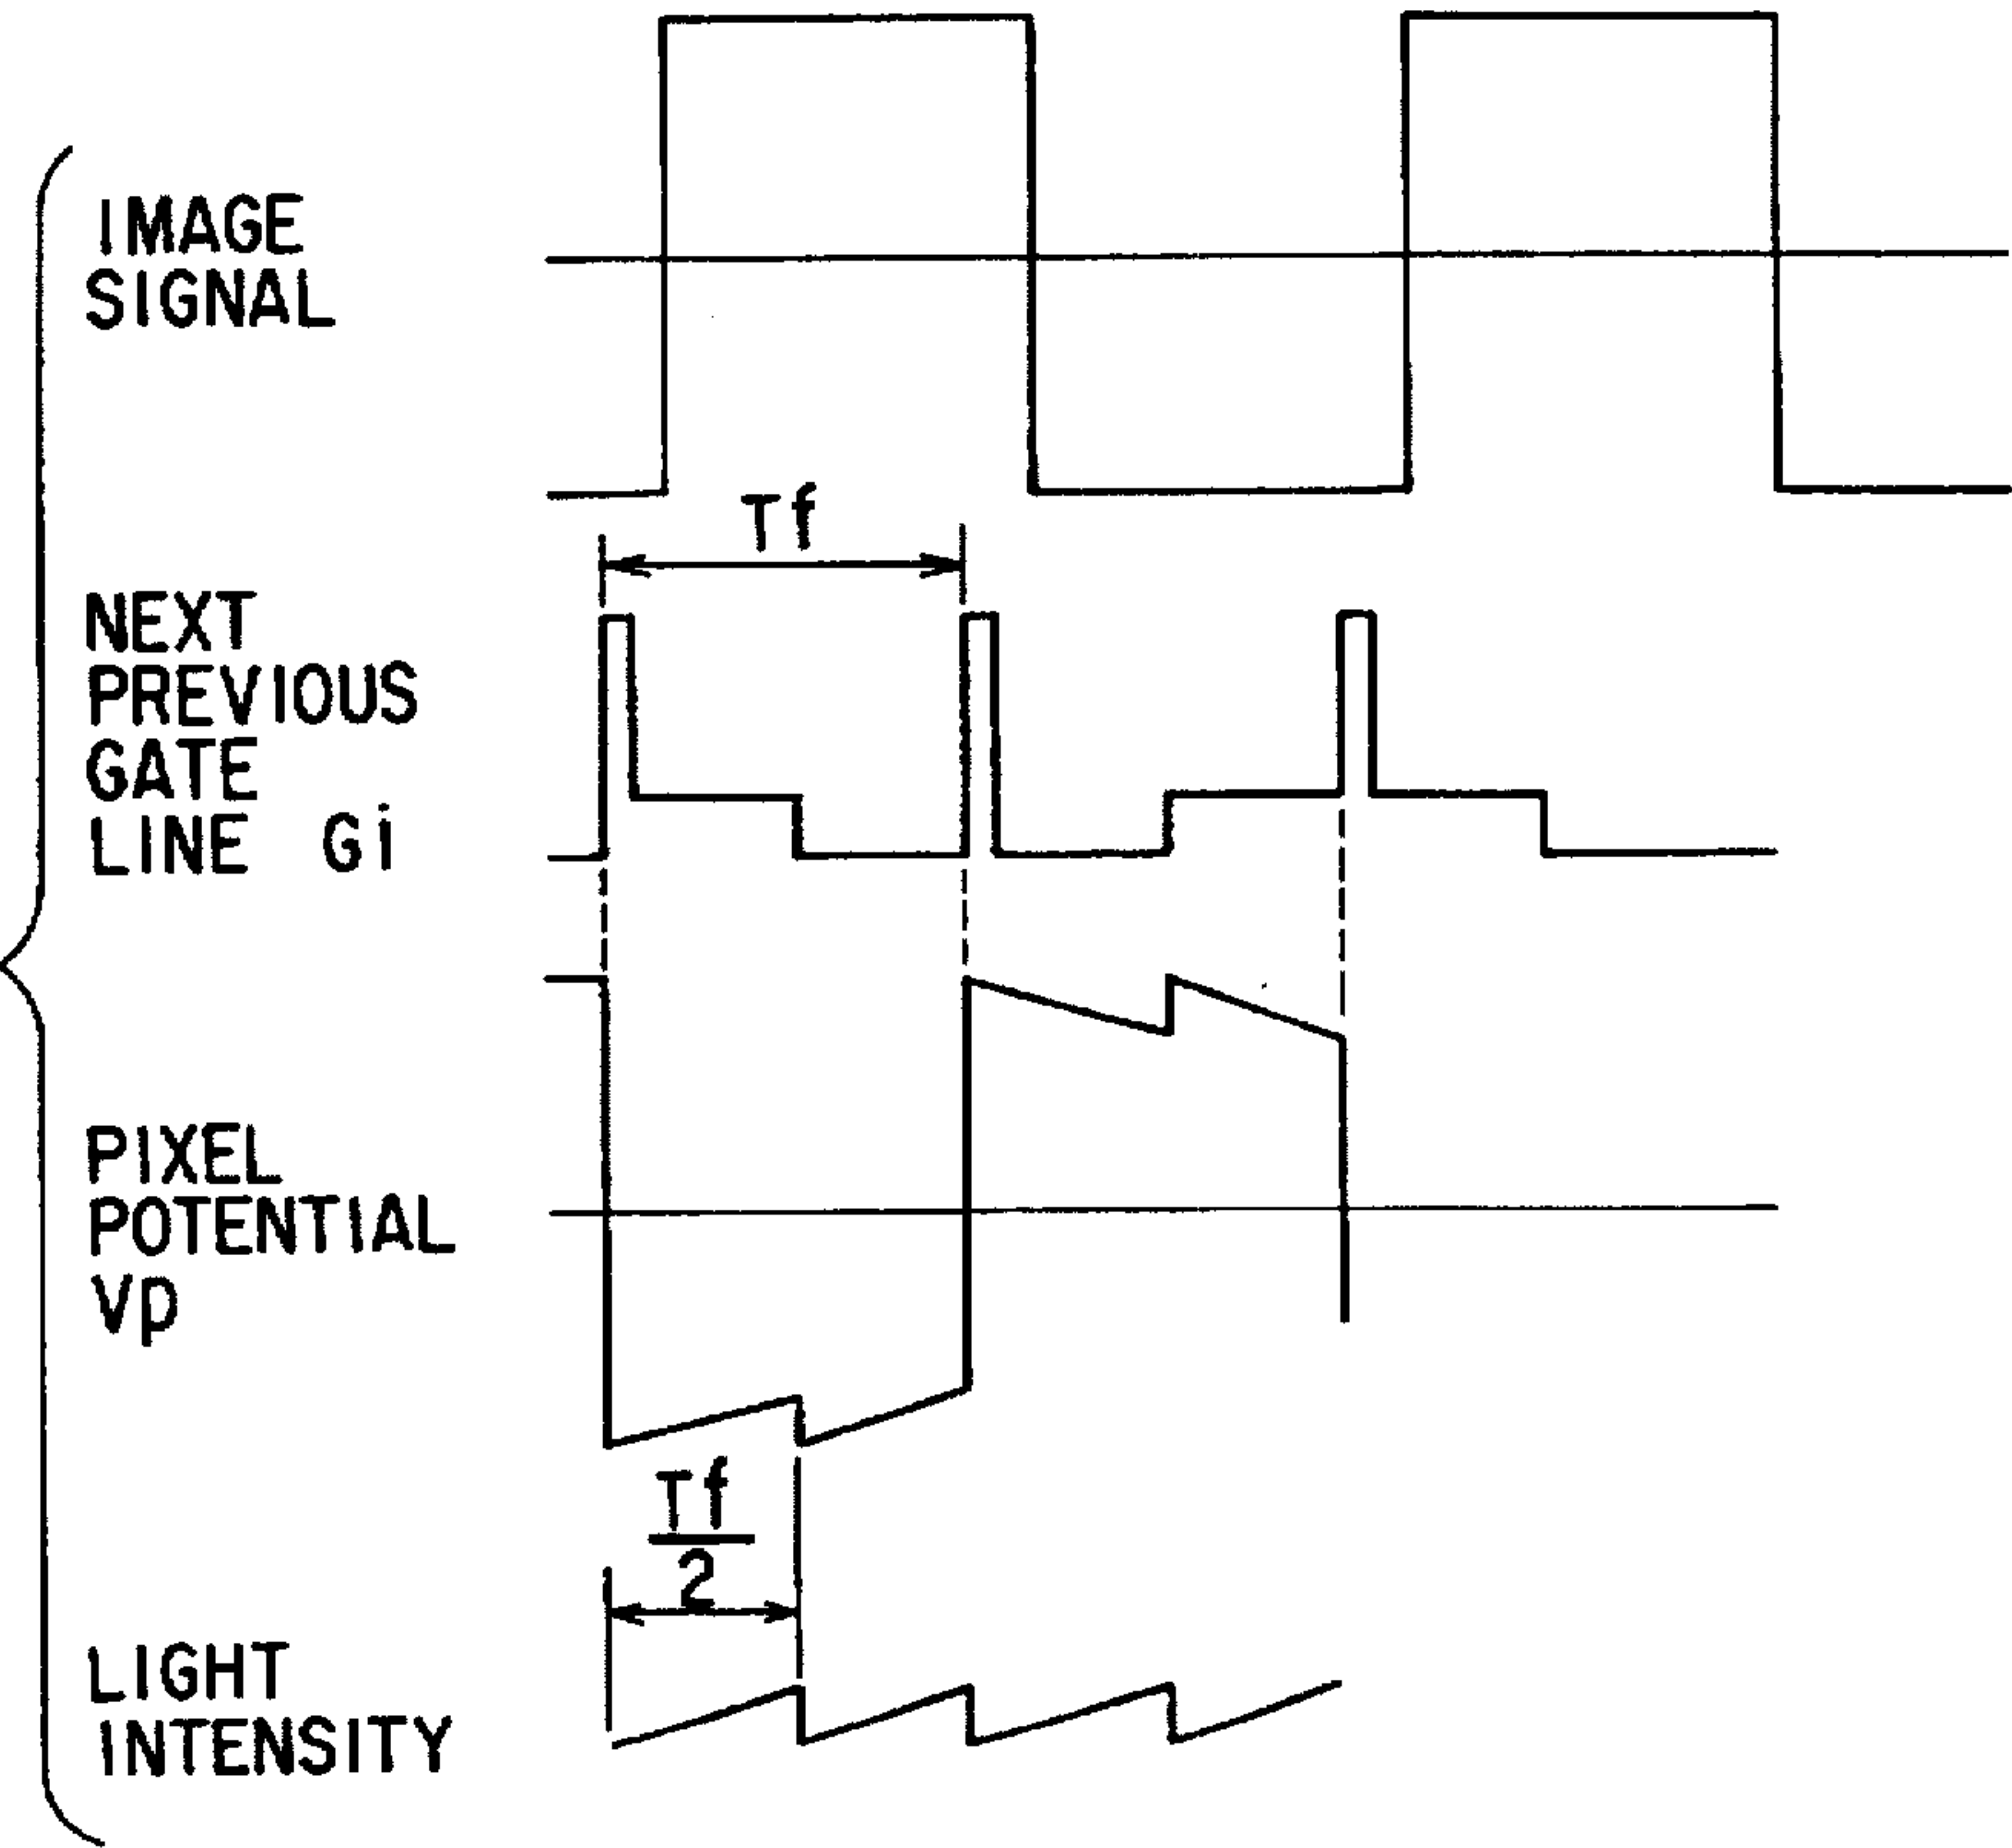 IMAGE
SIGNAL
Tf
NEXT
PREVIOUS
GATE
LINE Gi
PIXEL
POTENTIAL
Vp
Tf
2
LIGHT
INTENSITY